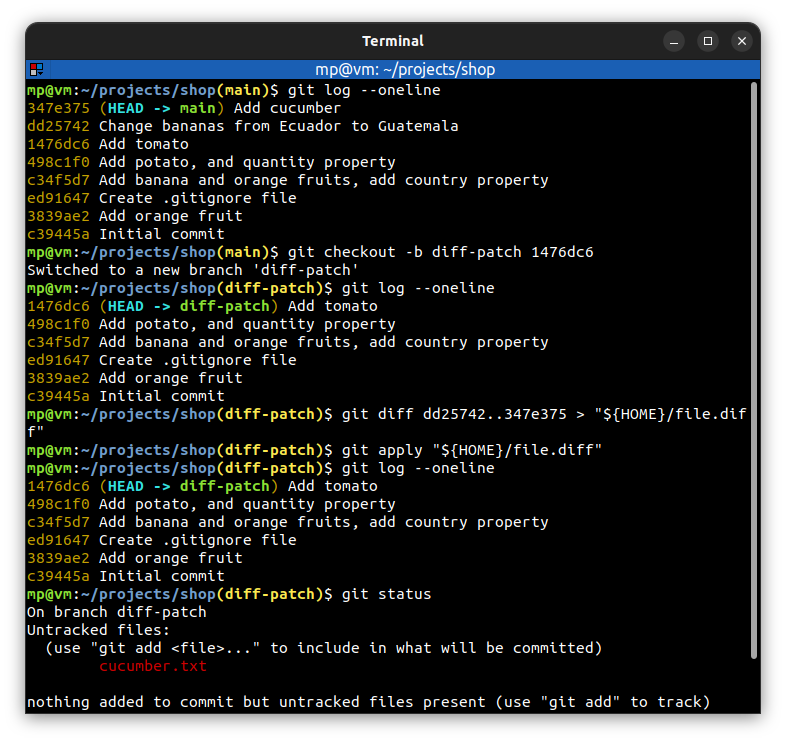 Terminal
mp@vm: ~/projects/shop
mp@vm:~/projects/shop(main)$ git log --oneline
347e375 (HEAD -> main) Add cucumber
dd25742 Change bananas from Ecuador to Guatemala
1476dc6 Add tomato
498c1f0 Add potato, and quantity property
c34f5d7 Add banana and orange fruits, add country property
ed91647 Create .gitignore file
3839ae2 Add orange fruit
c39445a Initial commit
mp@vm:~/projects/shop(main)$ git checkout -b diff-patch 1476dc6
Switched to a new branch 'diff-patch'
mp@vm:~/projects/shop(diff-patch)$ git log --oneline
1476dc6 (HEAD -> diff-patch) Add tomato
498c1f0 Add potato, and quantity property
c34f5d7 Add banana and orange fruits, add country property
ed91647 Create .gitignore file
3839ae2 Add orange fruit
c39445a Initial commit
mp@vm:~/projects/shop(diff-patch)$ git diff dd25742..347e375 > "${HOME}/file.dif
f"
mp@vm:~/projects/shop(diff-patch)$ git apply "${HOME}/file.diff"
mp@vm:~/projects/shop(diff-patch)$ git log --oneline
1476dc6 (HEAD -> diff-patch) Add tomato
498c1f0 Add potato, and quantity property
c34f5d7 Add banana and orange fruits, add country property
ed91647 Create .gitignore file
3839ae2 Add orange fruit
c39445a Initial commit
mp@vm:~/projects/shop(diff-patch)$ git status
On branch diff-patch
Untracked files:
  (use "git add <file>..." to include in what will be committed)
        cucumber.txt

nothing added to commit but untracked files present (use "git add" to track)